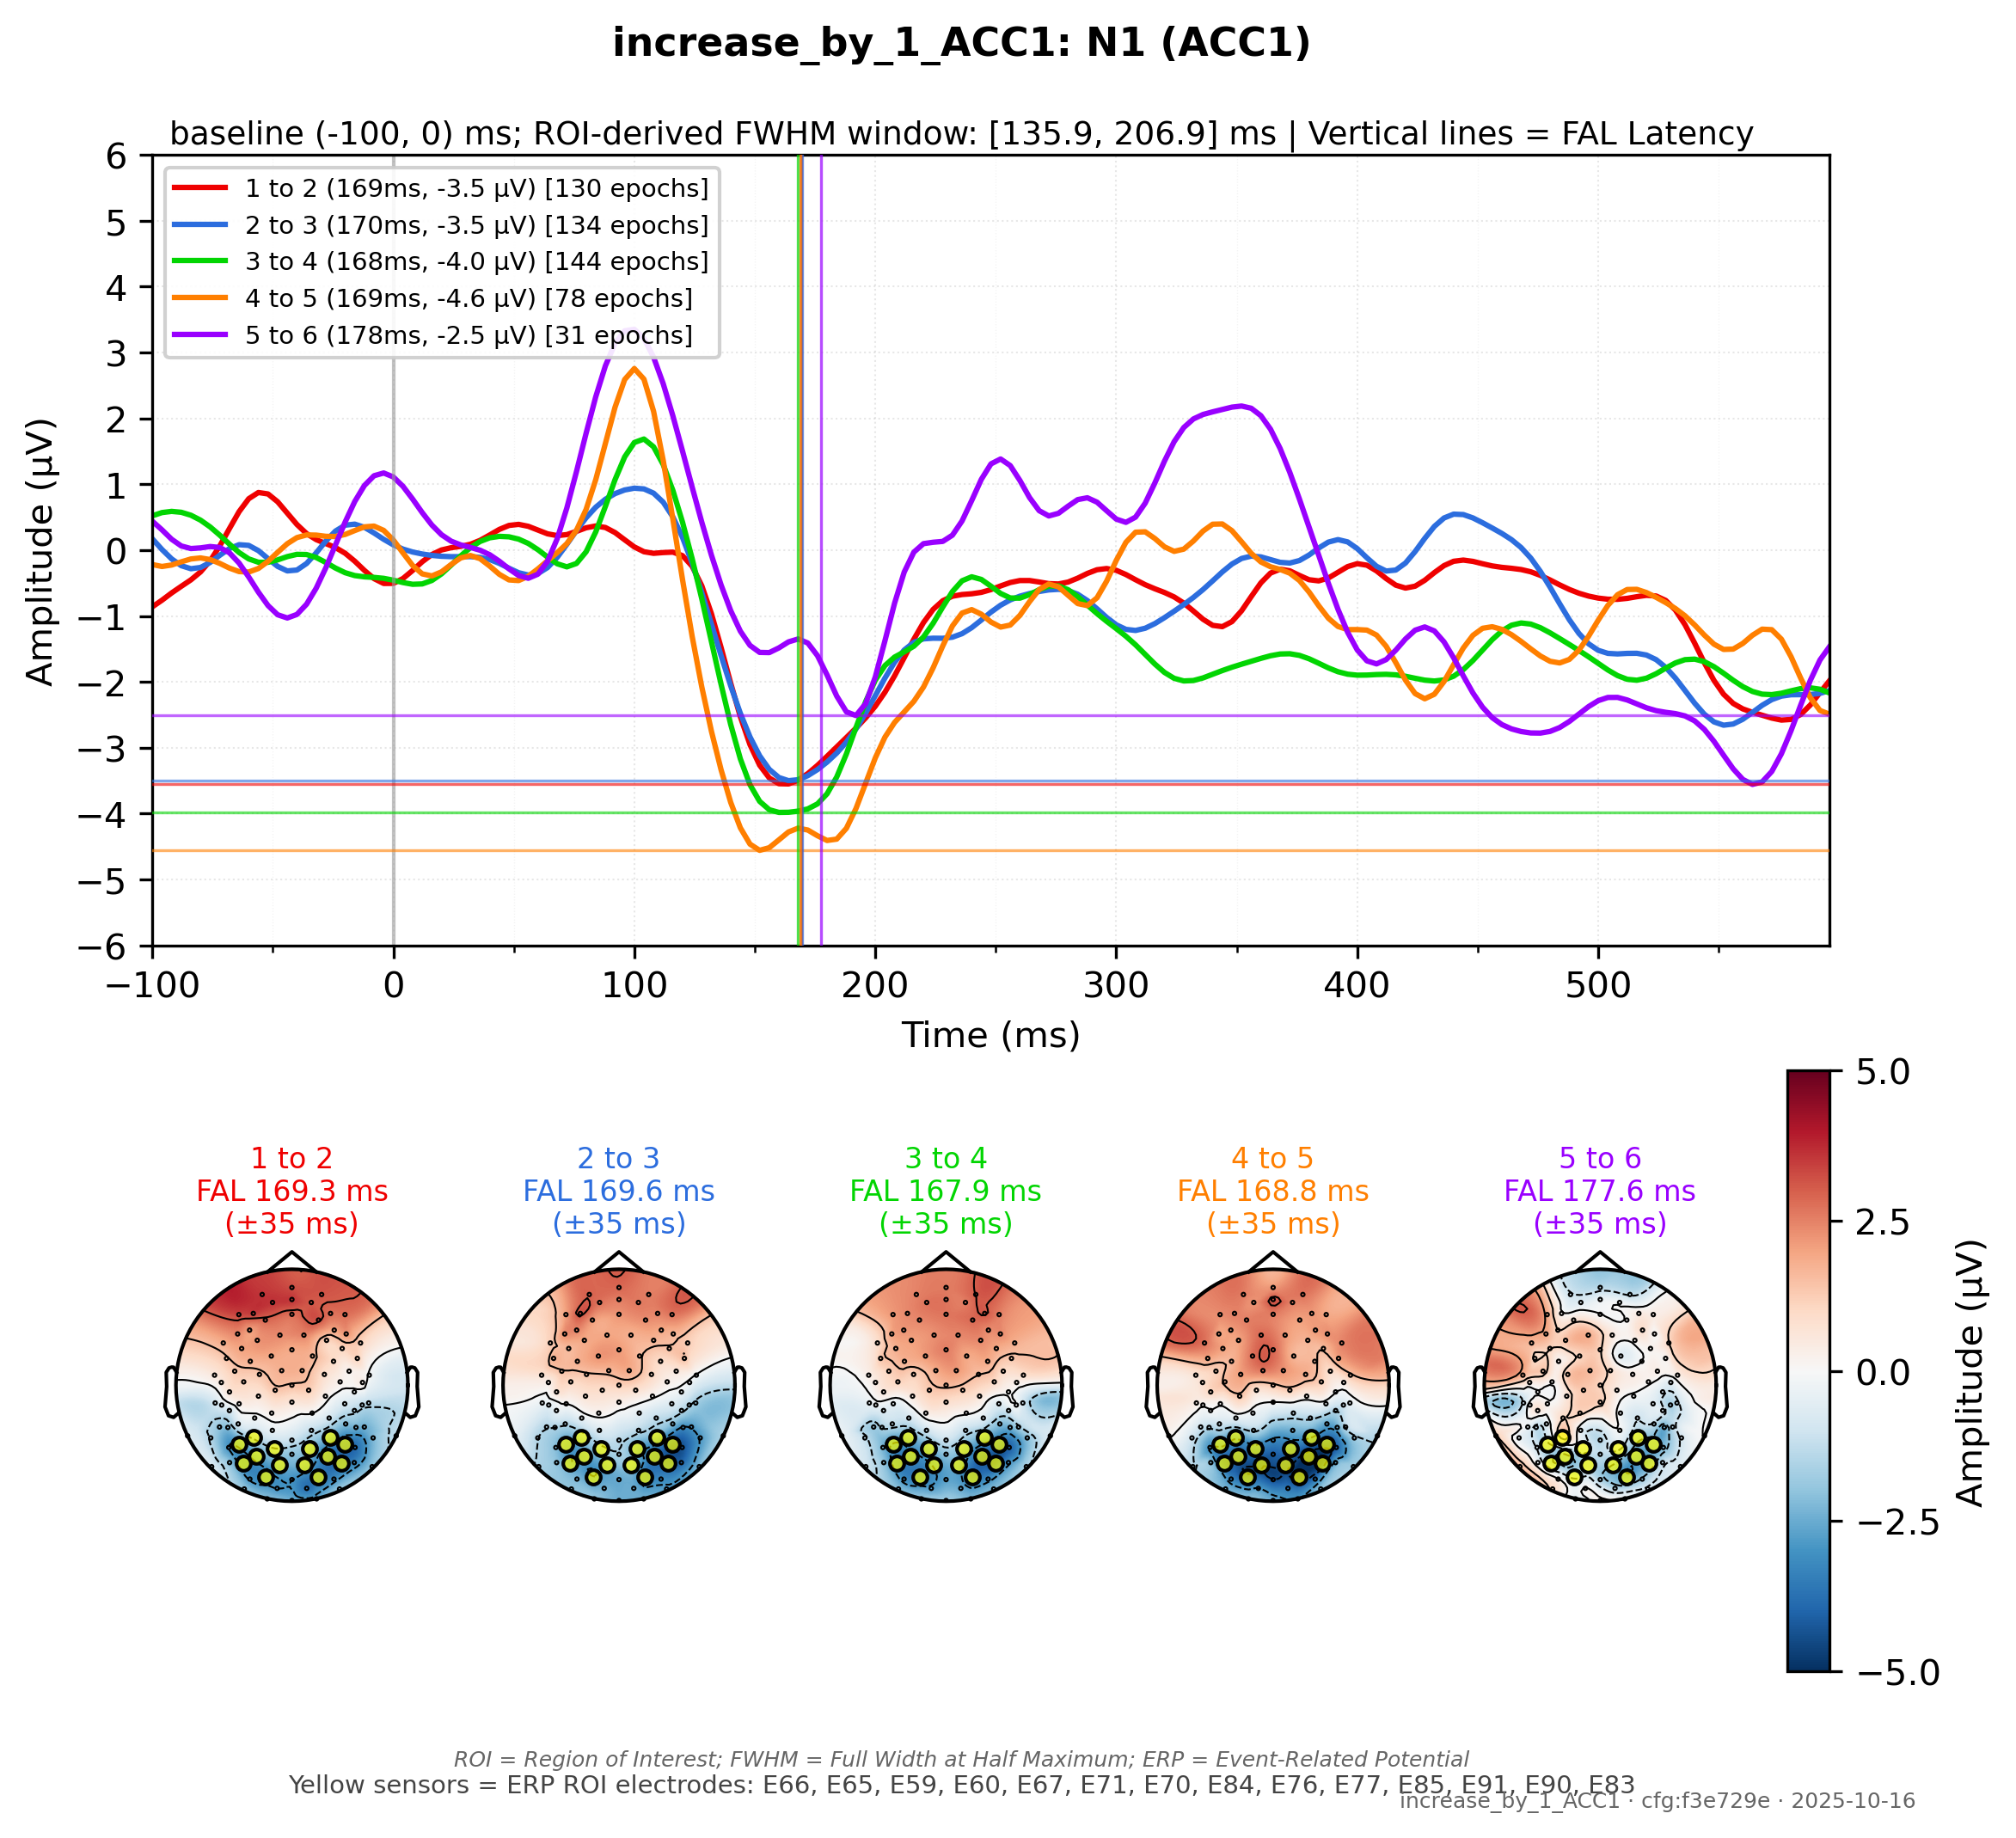 increase_by_1_ACC1: N1 (ACC1)
baseline (-100, 0) ms; ROI-derived FWHM window: [135.9, 206.9] ms | Vertical lines = FAL Latency
1 to 2 (169ms, -3.5 µV) [130 epochs]
2 to 3 (170ms, -3.5 µV) [134 epochs]
3 to 4 (168ms, -4.0 µV) [144 epochs]
4 to 5 (169ms, -4.6 µV) [78 epochs]
5 to 6 (178ms, -2.5 µV) [31 epochs]
Amplitude (µV)
6
5
4
3
2
1
0
−1
−2
−3
−4
−5
−6
−100 0 100 200 300 400 500
Time (ms)
1 to 2
FAL 169.3 ms
(±35 ms)
2 to 3
FAL 169.6 ms
(±35 ms)
3 to 4
FAL 167.9 ms
(±35 ms)
4 to 5
FAL 168.8 ms
(±35 ms)
5 to 6
FAL 177.6 ms
(±35 ms)
5.0
2.5
0.0
−2.5
−5.0
Amplitude (µV)
ROI = Region of Interest; FWHM = Full Width at Half Maximum; ERP = Event-Related Potential
Yellow sensors = ERP ROI electrodes: E66, E65, E59, E60, E67, E71, E70, E84, E76, E77, E85, E91, E90, E83
increase_by_1_ACC1 · cfg:f3e729e · 2025-10-16